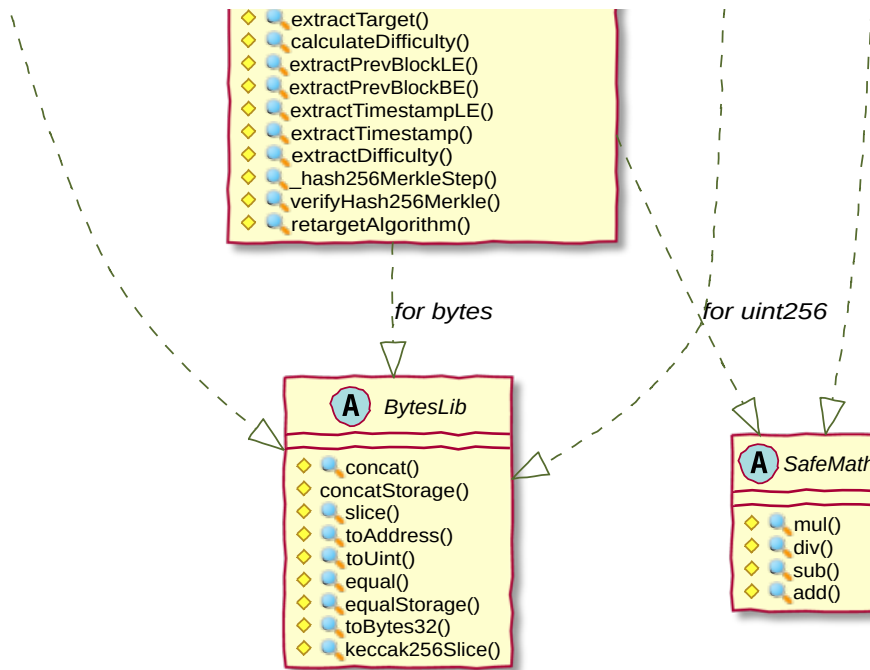 extractTarget()
calculateDifficulty()
extractPrevBlockLE()
extractPrevBlockBE()
extractTimestampLE()
extractTimestamp()
extractDifficulty()
_hash256MerkleStep()
verifyHash256Merkle()
retargetAlgorithm()
for bytes
for uint256
A BytesLib
concat()
concatStorage()
slice()
toAddress()
toUint()
equal()
equalStorage()
toBytes32()
keccak256Slice()
A SafeMath
mul()
div()
sub()
add()